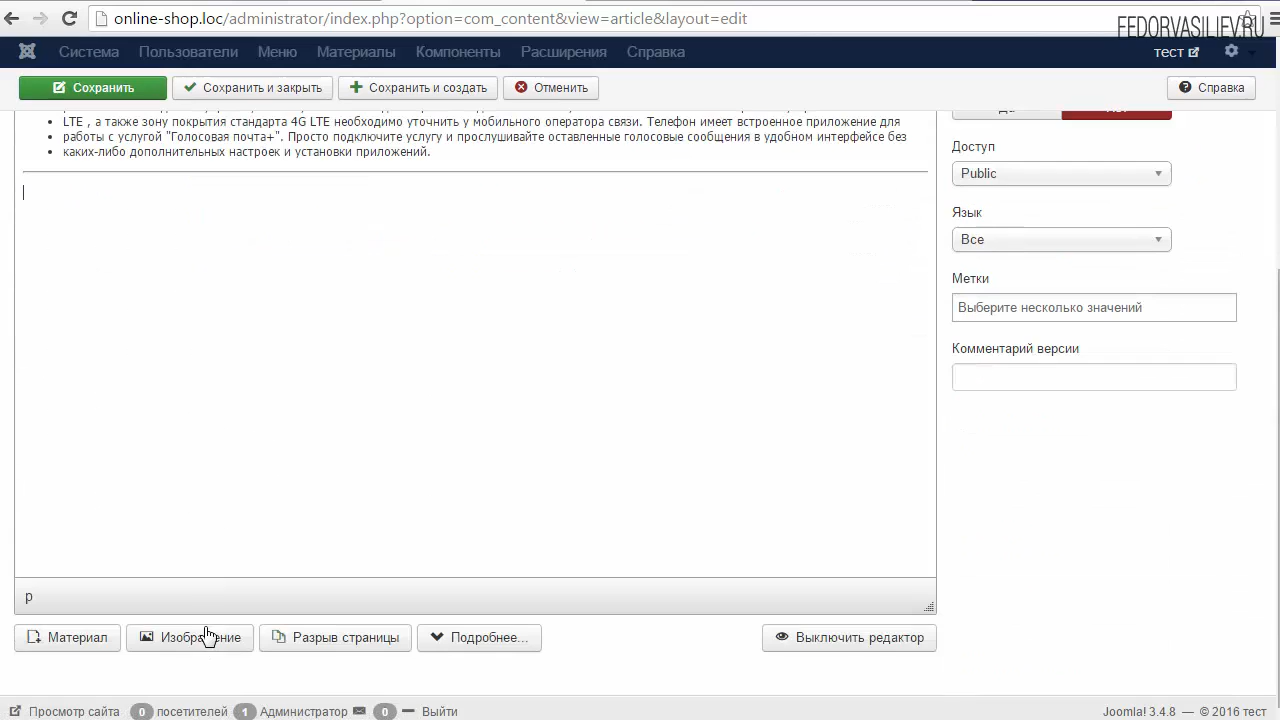 online-shop.loc/administrator/index.php?option=com_content&view=article&layout=edit
FEDORVASILIEV.RU
Система Пользователи Меню Материалы Компоненты Расширения Справка тест
Сохранить Сохранить и закрыть Сохранить и создать Отменить Справка
LTE , а также зону покрытия стандарта 4G LTE необходимо уточнить у мобильного оператора связи. Телефон имеет встроенное приложение для
работы с услугой "Голосовая почта+". Просто подключите услугу и прослушивайте оставленные голосовые сообщения в удобном интерфейсе без
каких-либо дополнительных настроек и установки приложений.
Доступ
Public
Язык
Все
Метки
Выберите несколько значений
Комментарий версии
p
Материал Изображение Разрыв страницы Подробнее... Выключить редактор
Просмотр сайта 0 посетителей 1 Администратор 0 Выйти Joomla! 3.4.8 — © 2016 тест